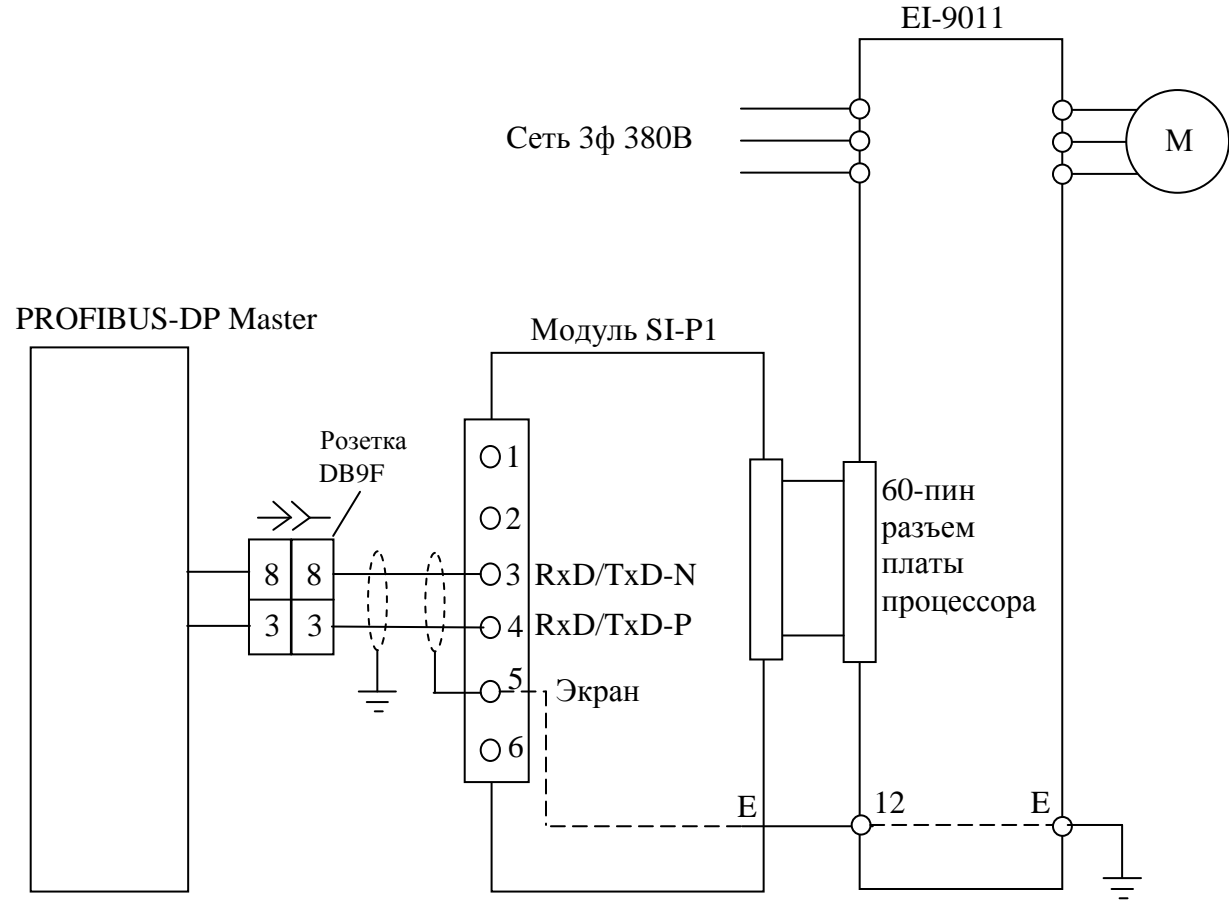 EI-9011
Сеть 3ф 380В
М
PROFIBUS-DP Master
Модуль SI-P1
Розетка
DB9F
1
2
8 8
3 RxD/TxD-N
3 3
4 RxD/TxD-P
5
Экран
6
60-пин
разъем
платы
процессора
E
12
E